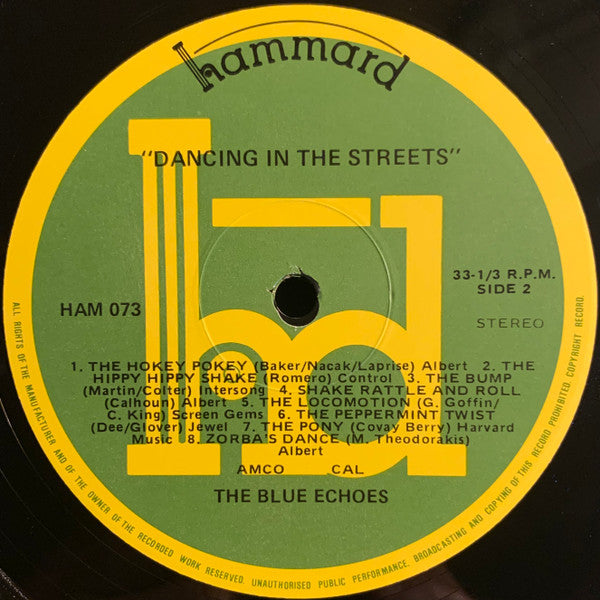 hammard
"DANCING IN THE STREETS"
33-1/3 R.P.M.
SIDE 2
HAM 073
STEREO
1. THE HOKEY POKEY (Baker/Nacak/Laprise) Albert 2. THE
HIPPY HIPPY SHAKE (Romero) Control 3. THE BUMP
(Martin/Colter) Intersong 4. SHAKE RATTLE AND ROLL
(Calhoun) Albert 5. THE LOCOMOTION (G. Goffin/
C. King) Screen Gems 6. THE PEPPERMINT TWIST
(Dee/Glover) Jewel 7. THE PONY (Covay Berry) Harvard
Music 8. ZORBA'S DANCE (M. Theodorakis)
Albert
AMCO CAL
THE BLUE ECHOES
ALL RIGHTS OF THE MANUFACTURER AND OF THE OWNER OF THE RECORDED WORK RESERVED. UNAUTHORISED PUBLIC PERFORMANCE, BROADCASTING AND COPYING OF THIS RECORD PROHIBITED. COPYRIGHT RECORD.